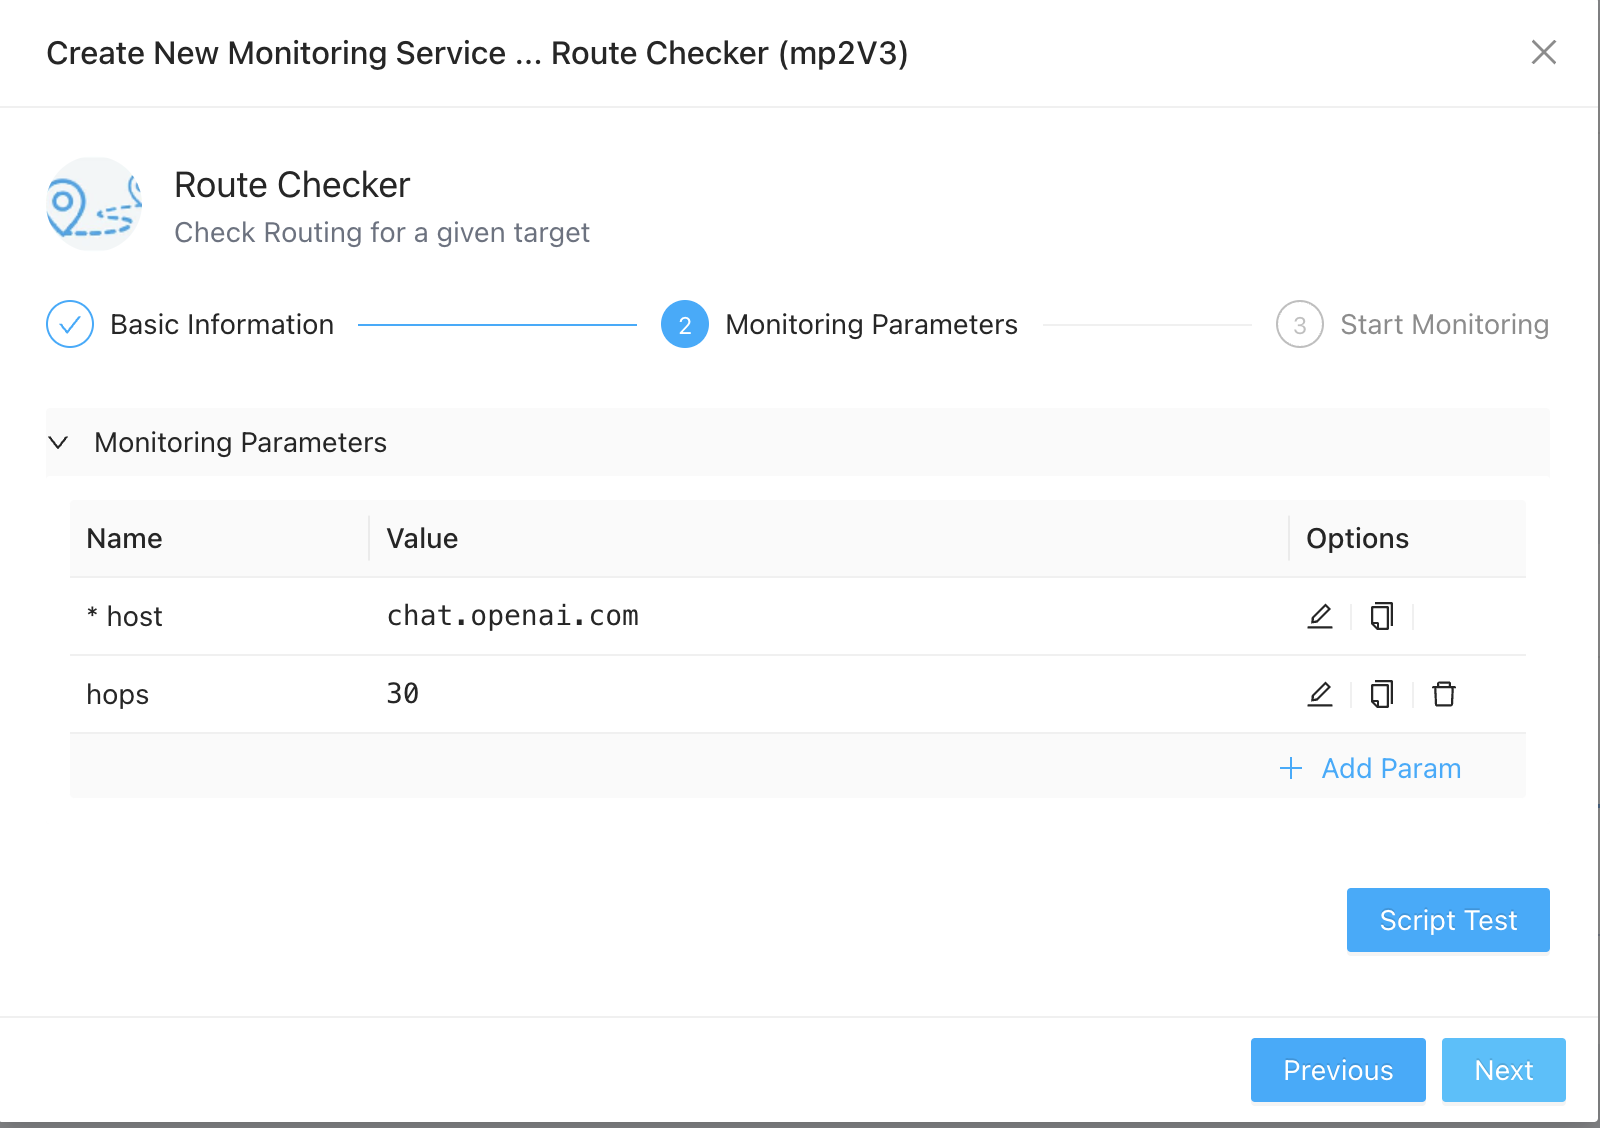 Create New Monitoring Service ... Route Checker (mp2V3)
Route Checker
Check Routing for a given target
Basic Information
2 Monitoring Parameters
3 Start Monitoring
Monitoring Parameters
Name Value Options
* host chat.openai.com
hops 30
+ Add Param
Script Test
Previous Next